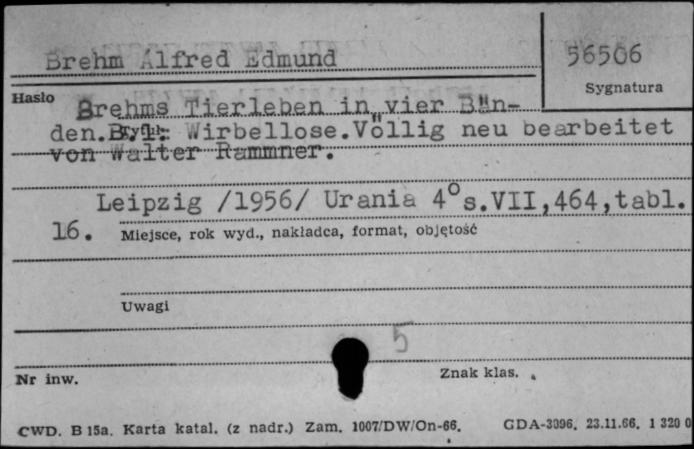 Brehm Alfred Edmund
56506
Sygnatura
Hasło
Brehms Tierleben in vier Bän-
den. Wirbellose. Völlig neu bearbeitet
von Walter Rammner.
Leipzig /1956/ Urania 4° s.VII,464,tabl.
16.
Miejsce, rok wyd., nakładca, format, objętość
Uwagi
5
Nr inw.
Znak klas.
CWD. B 15a. Karta katal. (z nadr.) Zam. 1007/DW/On-66.
GDA-3096. 23.11.66. 1 320 0